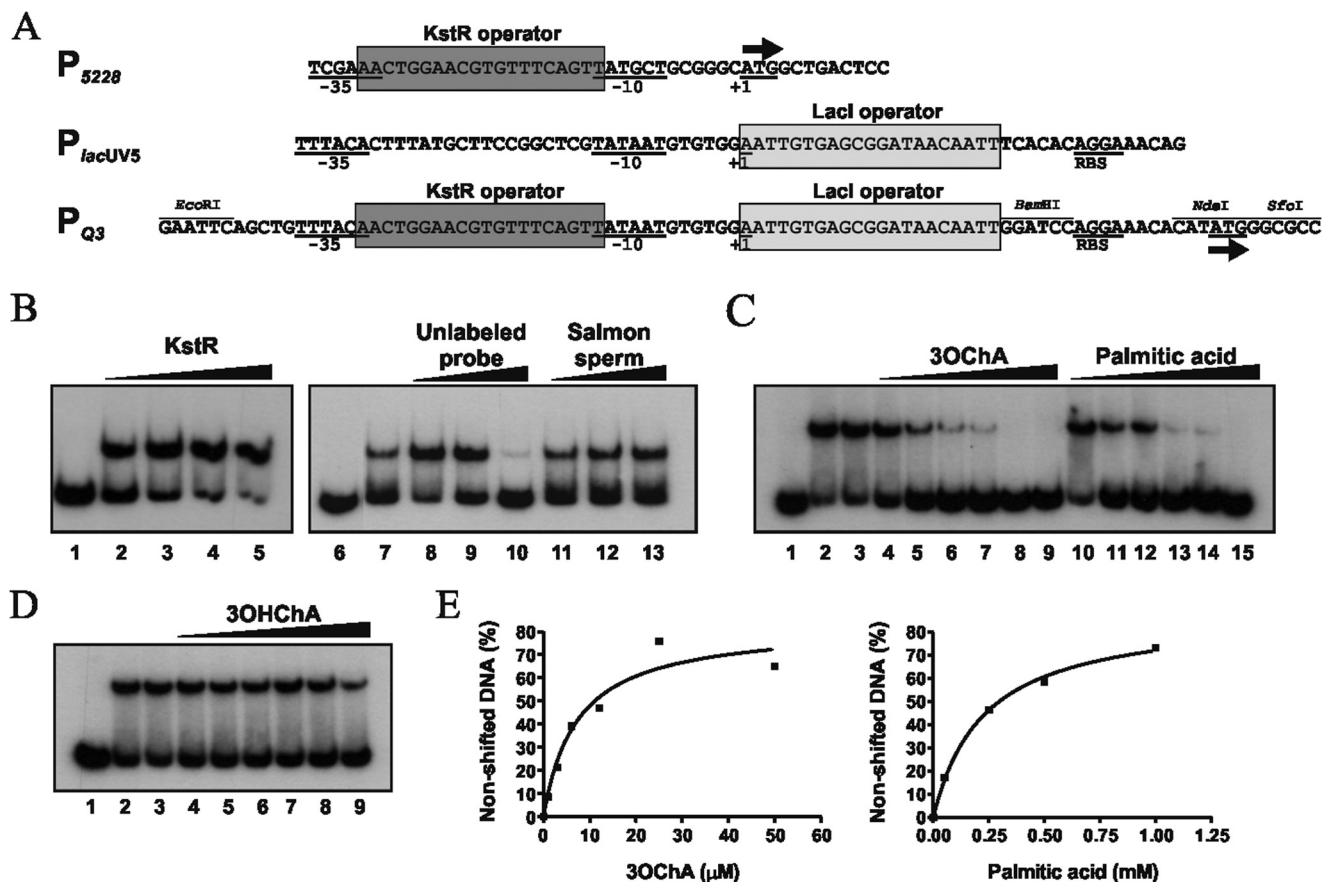 A
KstR operator
P5228 TCGAAACTGGAACGTGTTTCAGTTATGCTGCGGGCATGGCTGACTCC
−35 −10 +1
LacI operator
PlacUV5 TTTACACTTTATGCTTCCGGCTCGTATAATGTGTGGAATTGTGAGCGGATAACAATTTCACACAGGAAACAG
−35 −10 +1 RBS
KstR operator LacI operator
EcoRI BamHI NdeI SfoI
PQ3 GAATTCAGCTGTTTACAACTGGAACGTGTTTCAGTTATAATGTGTGGAATTGTGAGCGGATAACAATTGGATCCAGGAAACACATATGGGCGCC
−35 −10 +1 RBS
B
KstR
1 2 3 4 5
Unlabeled probe
Salmon sperm
6 7 8 9 10 11 12 13
C
3OChA Palmitic acid
1 2 3 4 5 6 7 8 9 10 11 12 13 14 15
D
3OHChA
1 2 3 4 5 6 7 8 9
E
Non-shifted DNA (%)
80
70
60
50
40
30
20
10
0
0 10 20 30 40 50 60
3OChA (μM)
Non-shifted DNA (%)
80
70
60
50
40
30
20
10
0
0.00 0.25 0.50 0.75 1.00 1.25
Palmitic acid (mM)